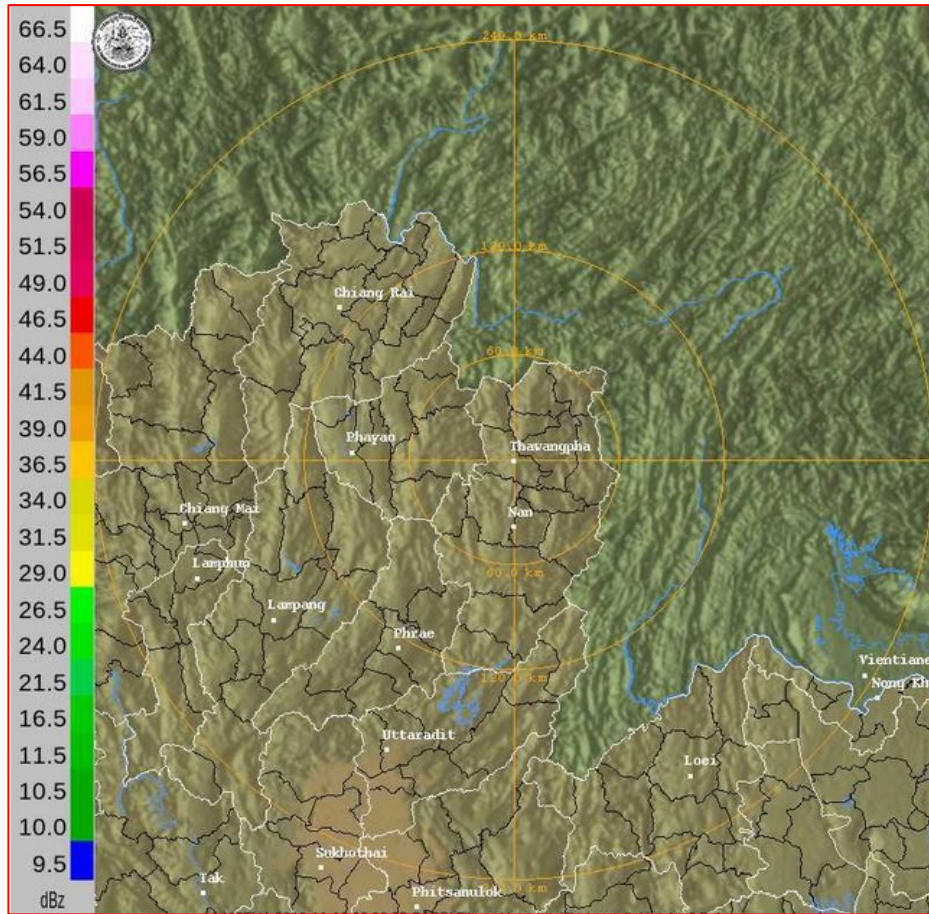 66.5
64.0
61.5
59.0
56.5
54.0
51.5
49.0
46.5
44.0
41.5
39.0
36.5
34.0
31.5
29.0
26.5
24.0
21.5
16.5
11.5
10.5
10.0
9.5
dBz
240.0 km
120.0 km
Chiang Rai
60.0 km
Phayao
Thawangpha
Chiang Mai
Nan
Lamphun
60.0 km
Lampang
Phrae
Vientiane
120.0 km
Nong Kh
Uttaradit
Loei
Sukhothai
Tak
Phitsanulok